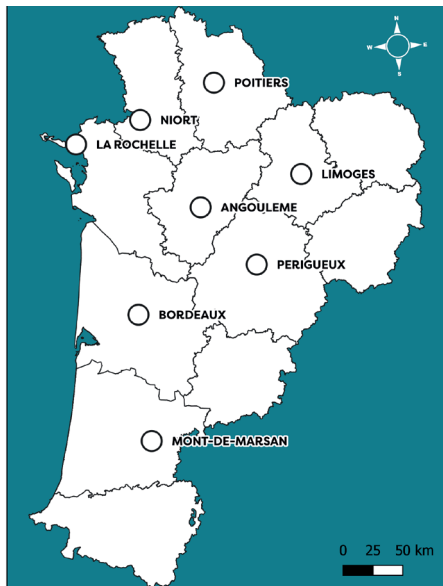 N
W E
S
POITIERS
NIORT
LA ROCHELLE
LIMOGES
ANGOULEME
PERIGUEUX
BORDEAUX
MONT-DE-MARSAN
0 25 50 km